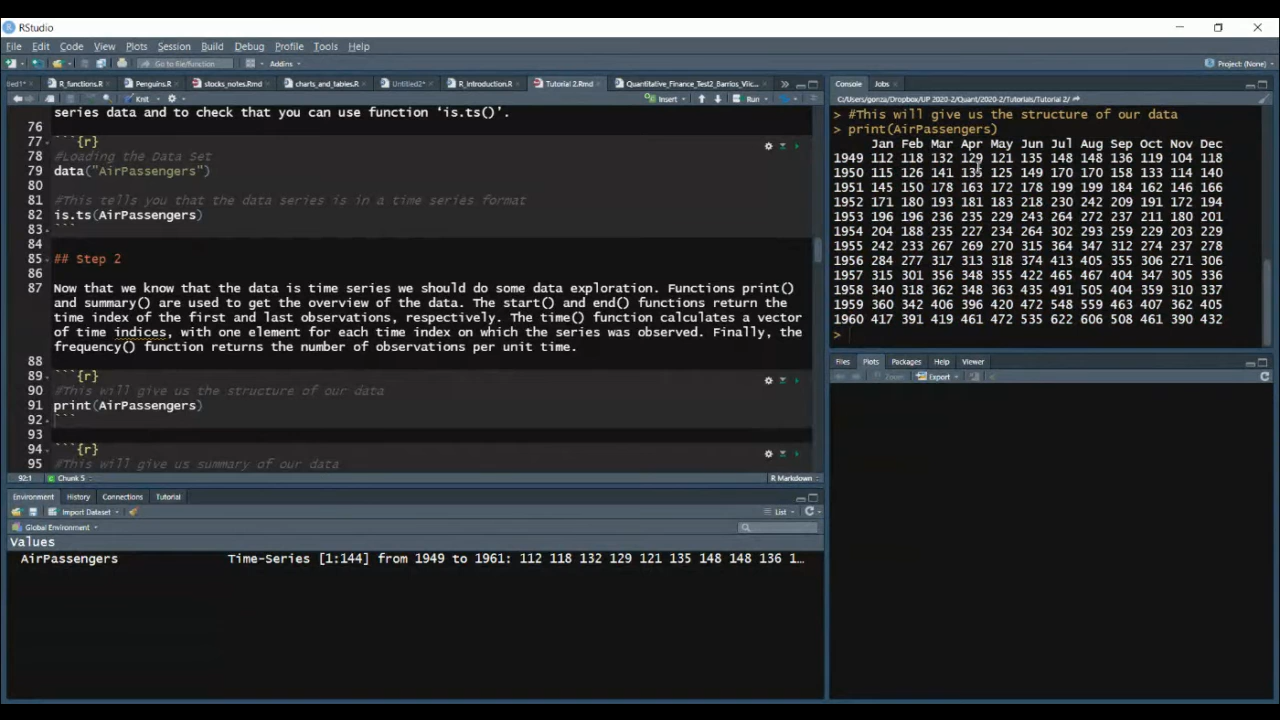 RStudio
File Edit Code View Plots Session Build Debug Profile Tools Help
Go to file/function Addins Project: (None)
R_functions.R Penguins.R stocks_notes.Rmd charts_and_tables.R Untitled2* R_Introduction.R Tutorial 2.Rmd Quantitative_Finance_Test2_Barrios_Vic...
Knit Insert Run
series data and to check that you can use function ‘is.ts()’.
76
77 ```{r}
78 #Loading the Data Set
79 data("AirPassengers")
80
81 #This tells you that the data series is in a time series format
82 is.ts(AirPassengers)
83 ```
84
85 ## Step 2
86
87 Now that we know that the data is time series we should do some data exploration. Functions print()
and summary() are used to get the overview of the data. The start() and end() functions return the
time index of the first and last observations, respectively. The time() function calculates a vector
of time indices, with one element for each time index on which the series was observed. Finally, the
frequency() function returns the number of observations per unit time.
88
89 ```{r}
90 #This will give us the structure of our data
91 print(AirPassengers)
92 ```
93
94 ```{r}
95 #This will give us summary of our data
92:1 Chunk 5 R Markdown
Environment History Connections Tutorial
Import Dataset List
Global Environment
Values
AirPassengers Time-Series [1:144] from 1949 to 1961: 112 118 132 129 121 135 148 148 136 1…
Console Jobs
C:/Users/gonza/Dropbox/UP 2020-2/Quant/2020-2/Tutorials/Tutorial 2/
> #This will give us the structure of our data
> print(AirPassengers)
Jan Feb Mar Apr May Jun Jul Aug Sep Oct Nov Dec
1949 112 118 132 129 121 135 148 148 136 119 104 118
1950 115 126 141 135 125 149 170 170 158 133 114 140
1951 145 150 178 163 172 178 199 199 184 162 146 166
1952 171 180 193 181 183 218 230 242 209 191 172 194
1953 196 196 236 235 229 243 264 272 237 211 180 201
1954 204 188 235 227 234 264 302 293 259 229 203 229
1955 242 233 267 269 270 315 364 347 312 274 237 278
1956 284 277 317 313 318 374 413 405 355 306 271 306
1957 315 301 356 348 355 422 465 467 404 347 305 336
1958 340 318 362 348 363 435 491 505 404 359 310 337
1959 360 342 406 396 420 472 548 559 463 407 362 405
1960 417 391 419 461 472 535 622 606 508 461 390 432
>
Files Plots Packages Help Viewer
Zoom Export